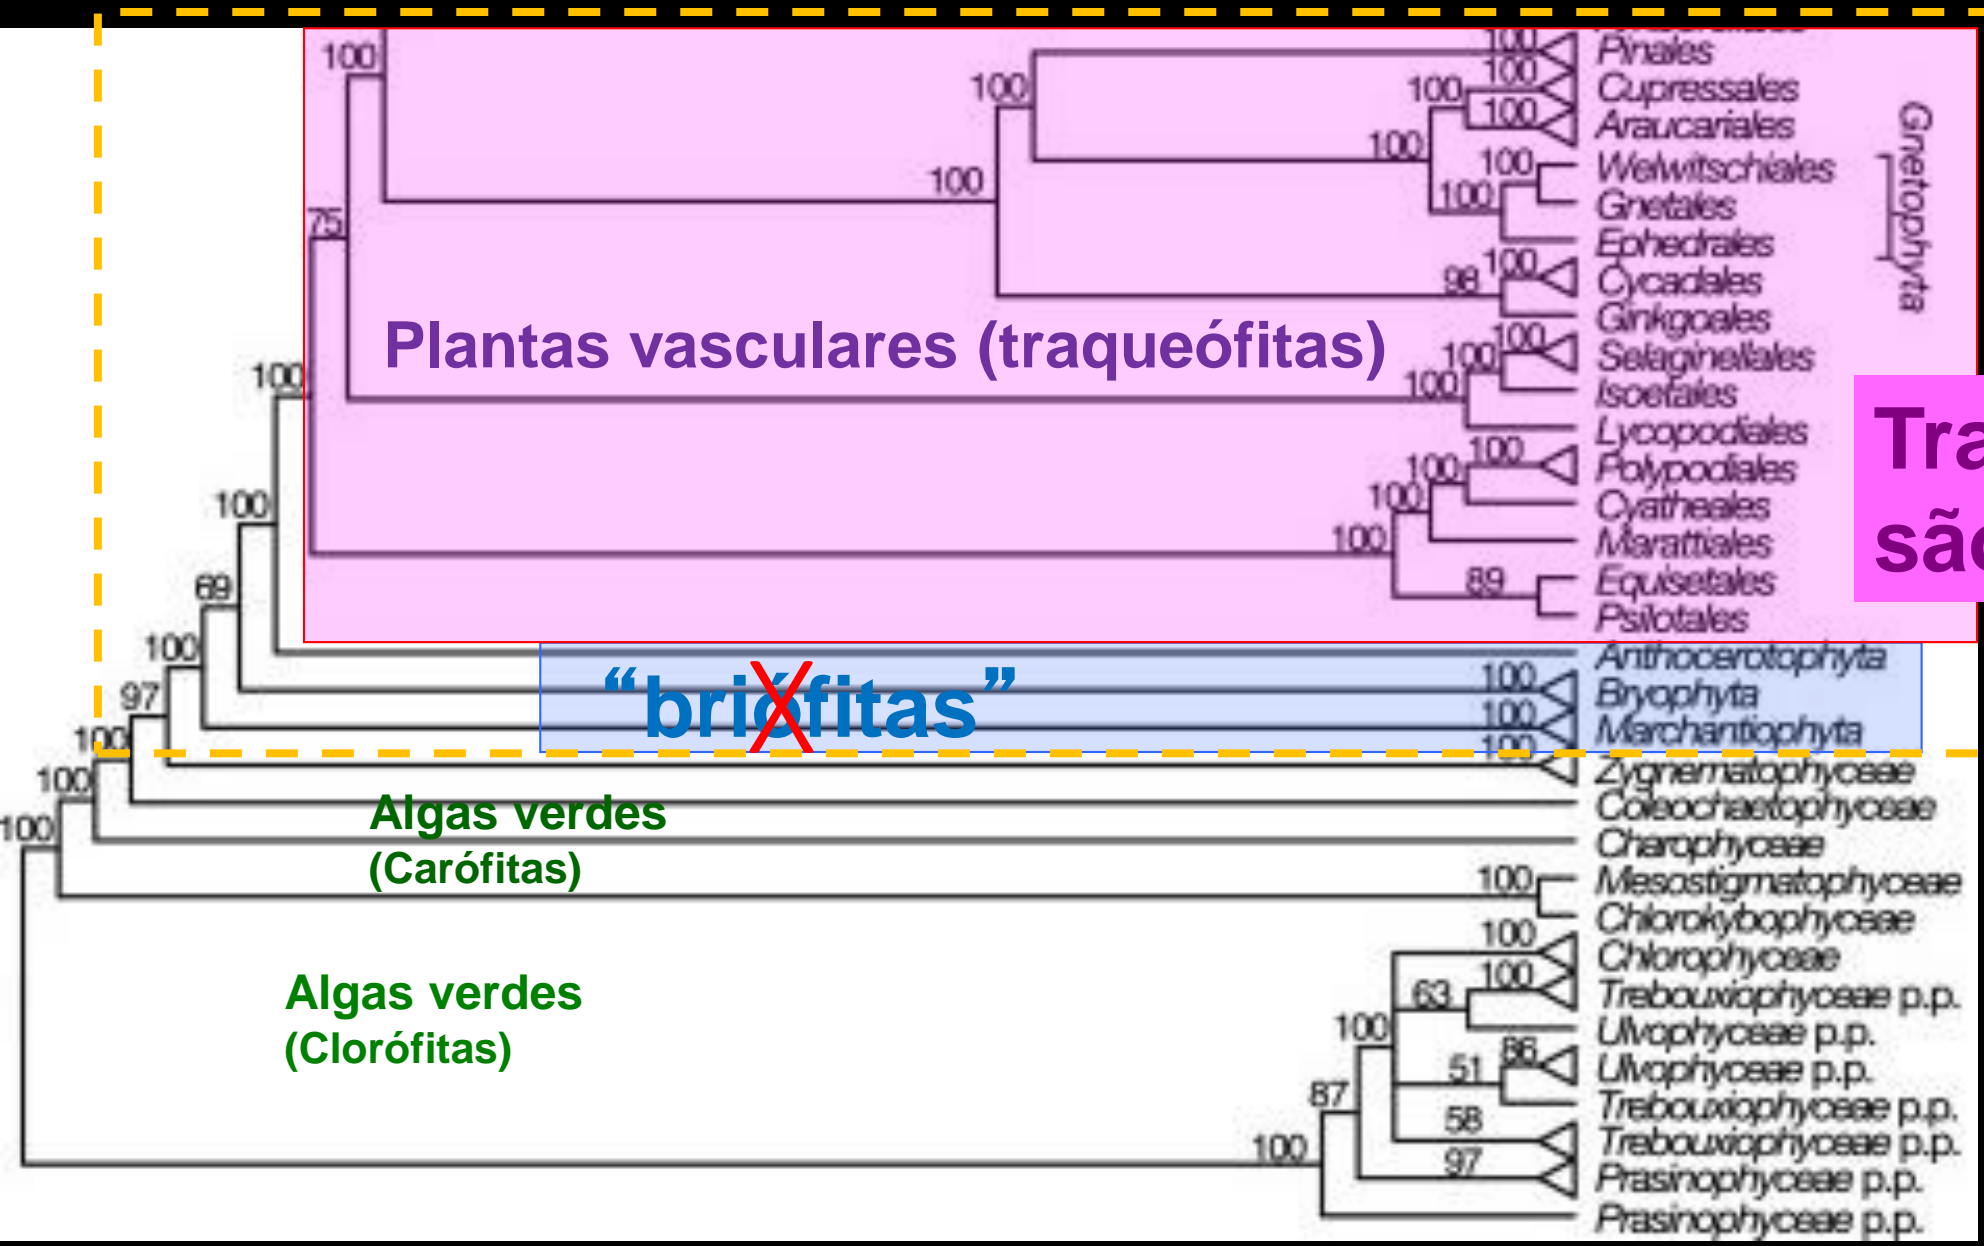 100
100
Pinales
100
100
Cupressales
100
100
Araucariales
100
100
Welwitschiales
100
100
Gnetales
Ephedrales
Gnetophyta
75
98
100
Cycadales
Ginkgoales
Plantas vasculares (traqueófitas)
100
100
Selaginellales
100
100
Isoetales
Lycopodiales
100
100
Polypodiales
100
100
Cyatheales
100
Marattiales
69
89
Equisetales
Psilotales
100
Anthocerotophyta
“briófitas”
97
100
Bryophyta
100
100
Marchantiophyta
100
100
Zygnematophyceae
Algas verdes
(Carófitas)
Coleochaetophyceae
100
Charophyceae
100
Mesostigmatophyceae
Chlorokybophyceae
100
Chlorophyceae
Algas verdes
(Clorófitas)
63
100
Trebouxiophyceae p.p.
100
Ulvophyceae p.p.
51
86
Ulvophyceae p.p.
87
Trebouxiophyceae p.p.
58
Trebouxiophyceae p.p.
100
97
Prasinophyceae p.p.
Prasinophyceae p.p.